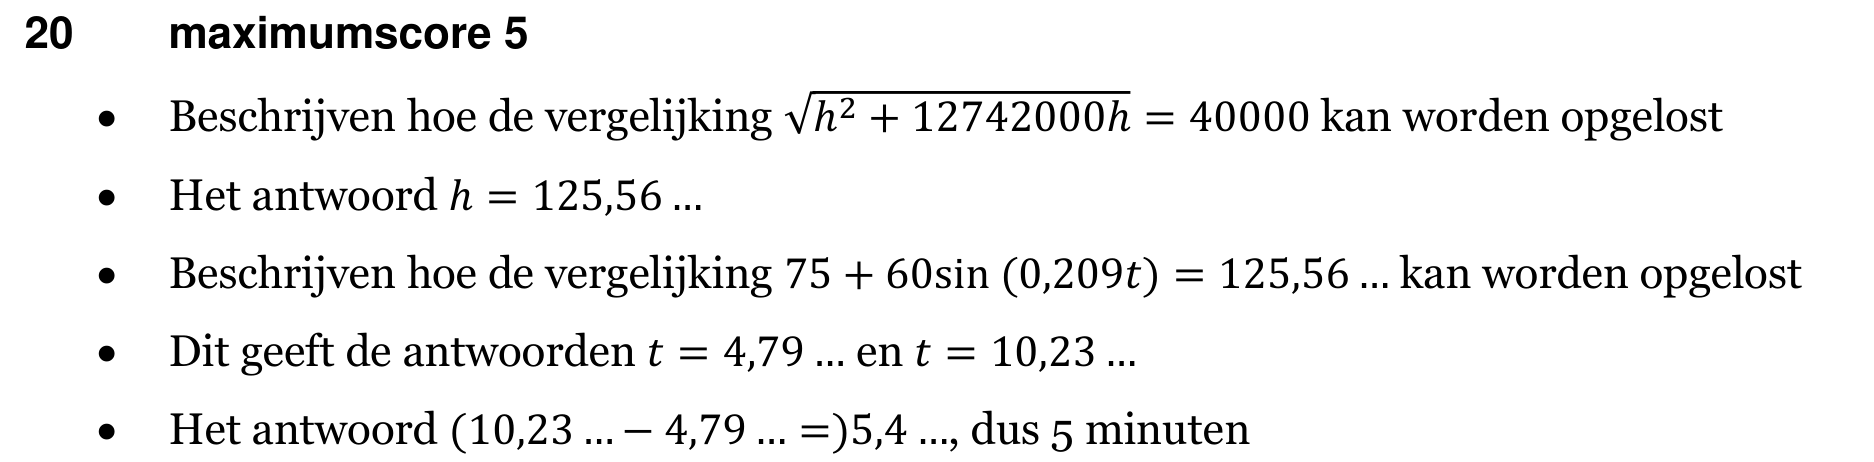 20 maximumscore 5
• Beschrijven hoe de vergelijking √(h² + 12742000h) = 40000 kan worden opgelost
• Het antwoord h = 125,56 …
• Beschrijven hoe de vergelijking 75 + 60sin (0,209t) = 125,56 … kan worden opgelost
• Dit geeft de antwoorden t = 4,79 … en t = 10,23 …
• Het antwoord (10,23 … − 4,79 … =)5,4 …, dus 5 minuten